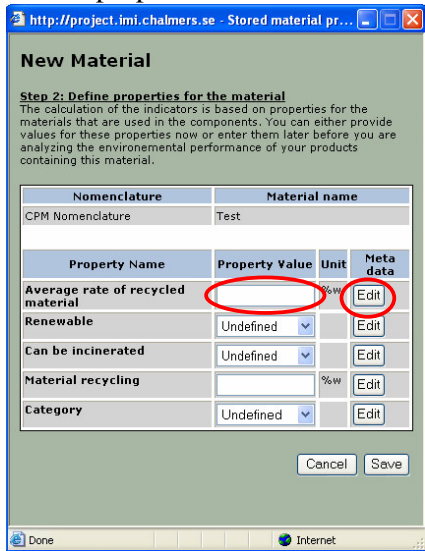 http://project.imi.chalmers.se - Stored material pr...
New Material
Step 2: Define properties for the material
The calculation of the indicators is based on properties for the
materials that are used in the components. You can either provide
values for these properties now or enter them later before you are
analyzing the environemental performance of your products
containing this material.
Nomenclature Material name
CPM Nomenclature Test
Property Name Property Value Unit Meta data
Average rate of recycled material %w Edit
Renewable Undefined Edit
Can be incinerated Undefined Edit
Material recycling %w Edit
Category Undefined Edit
Cancel Save
Done Internet